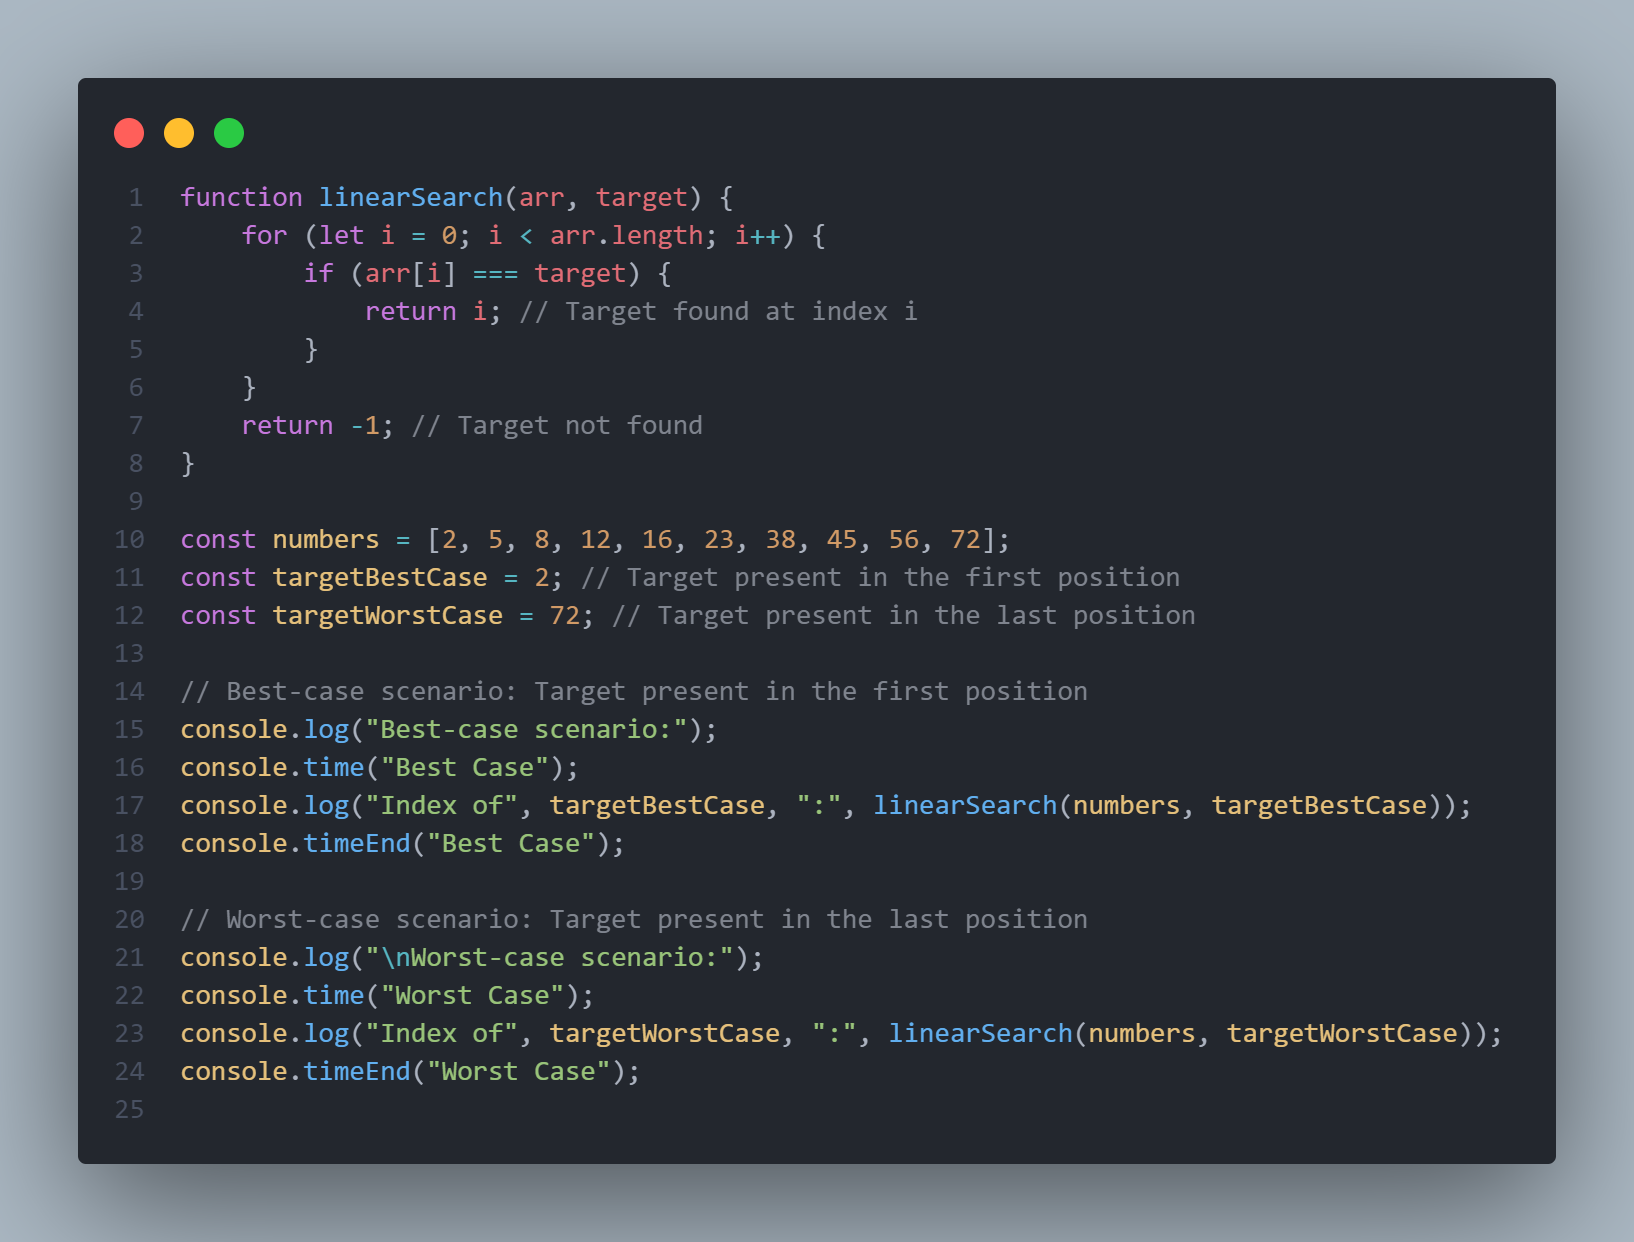 1 function linearSearch(arr, target) {
2     for (let i = 0; i < arr.length; i++) {
3         if (arr[i] === target) {
4             return i; // Target found at index i
5         }
6     }
7     return -1; // Target not found
8 }
9
10 const numbers = [2, 5, 8, 12, 16, 23, 38, 45, 56, 72];
11 const targetBestCase = 2; // Target present in the first position
12 const targetWorstCase = 72; // Target present in the last position
13
14 // Best-case scenario: Target present in the first position
15 console.log("Best-case scenario:");
16 console.time("Best Case");
17 console.log("Index of", targetBestCase, ":", linearSearch(numbers, targetBestCase));
18 console.timeEnd("Best Case");
19
20 // Worst-case scenario: Target present in the last position
21 console.log("\nWorst-case scenario:");
22 console.time("Worst Case");
23 console.log("Index of", targetWorstCase, ":", linearSearch(numbers, targetWorstCase));
24 console.timeEnd("Worst Case");
25